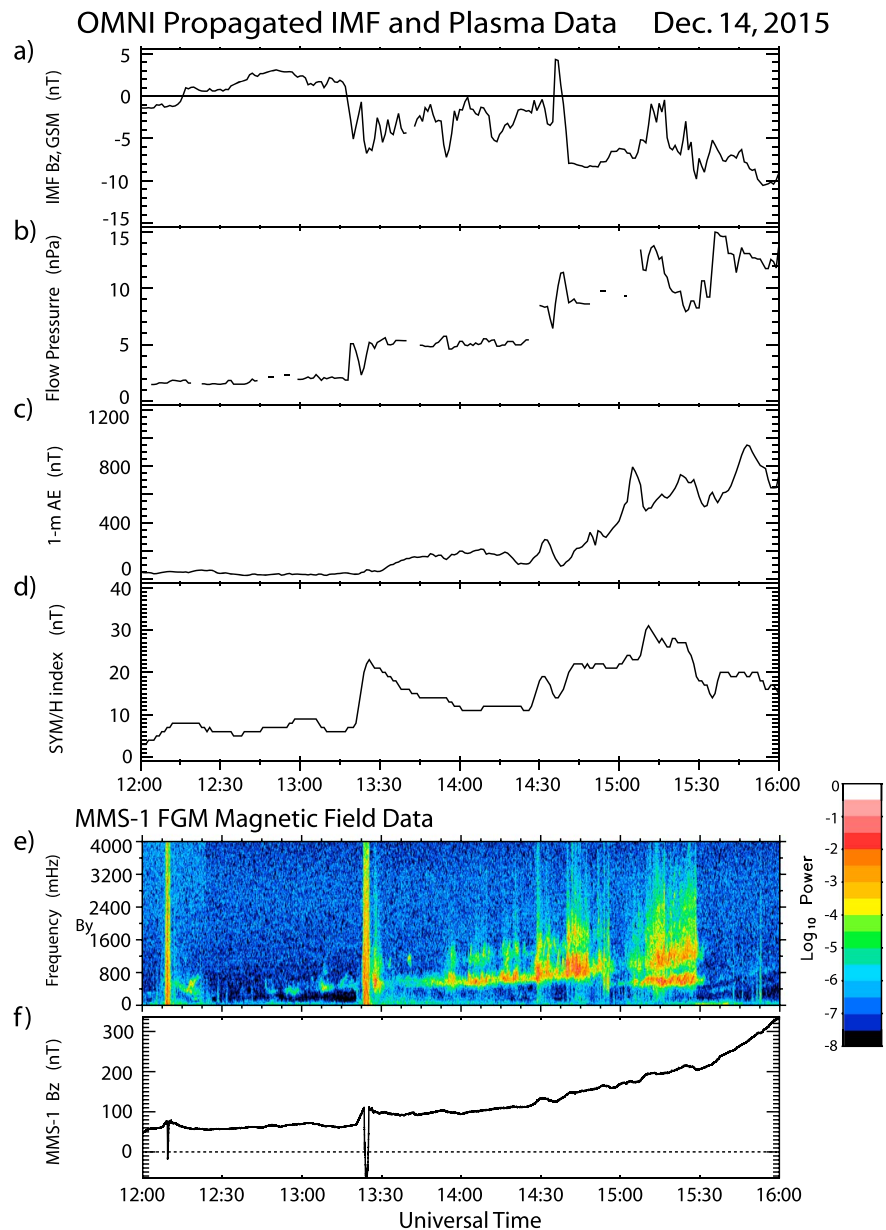 OMNI Propagated IMF and Plasma Data Dec. 14, 2015
a)
IMF Bz, GSM (nT)
5
0
-5
-10
-15
b)
Flow Pressurre (nPa)
15
10
5
0
c)
1-m AE (nT)
1200
800
400
0
d)
SYM/H index (nT)
40
30
20
10
0
12:00 12:30 13:00 13:30 14:00 14:30 15:00 15:30 16:00
MMS-1 FGM Magnetic Field Data
e)
Frequency (mHz)
By
4000
3200
2400
1600
800
0
0
-1
-2
-3
-4
-5
-6
-7
-8
Log10 Power
f)
MMS-1 Bz (nT)
300
200
100
0
12:00 12:30 13:00 13:30 14:00 14:30 15:00 15:30 16:00
Universal Time